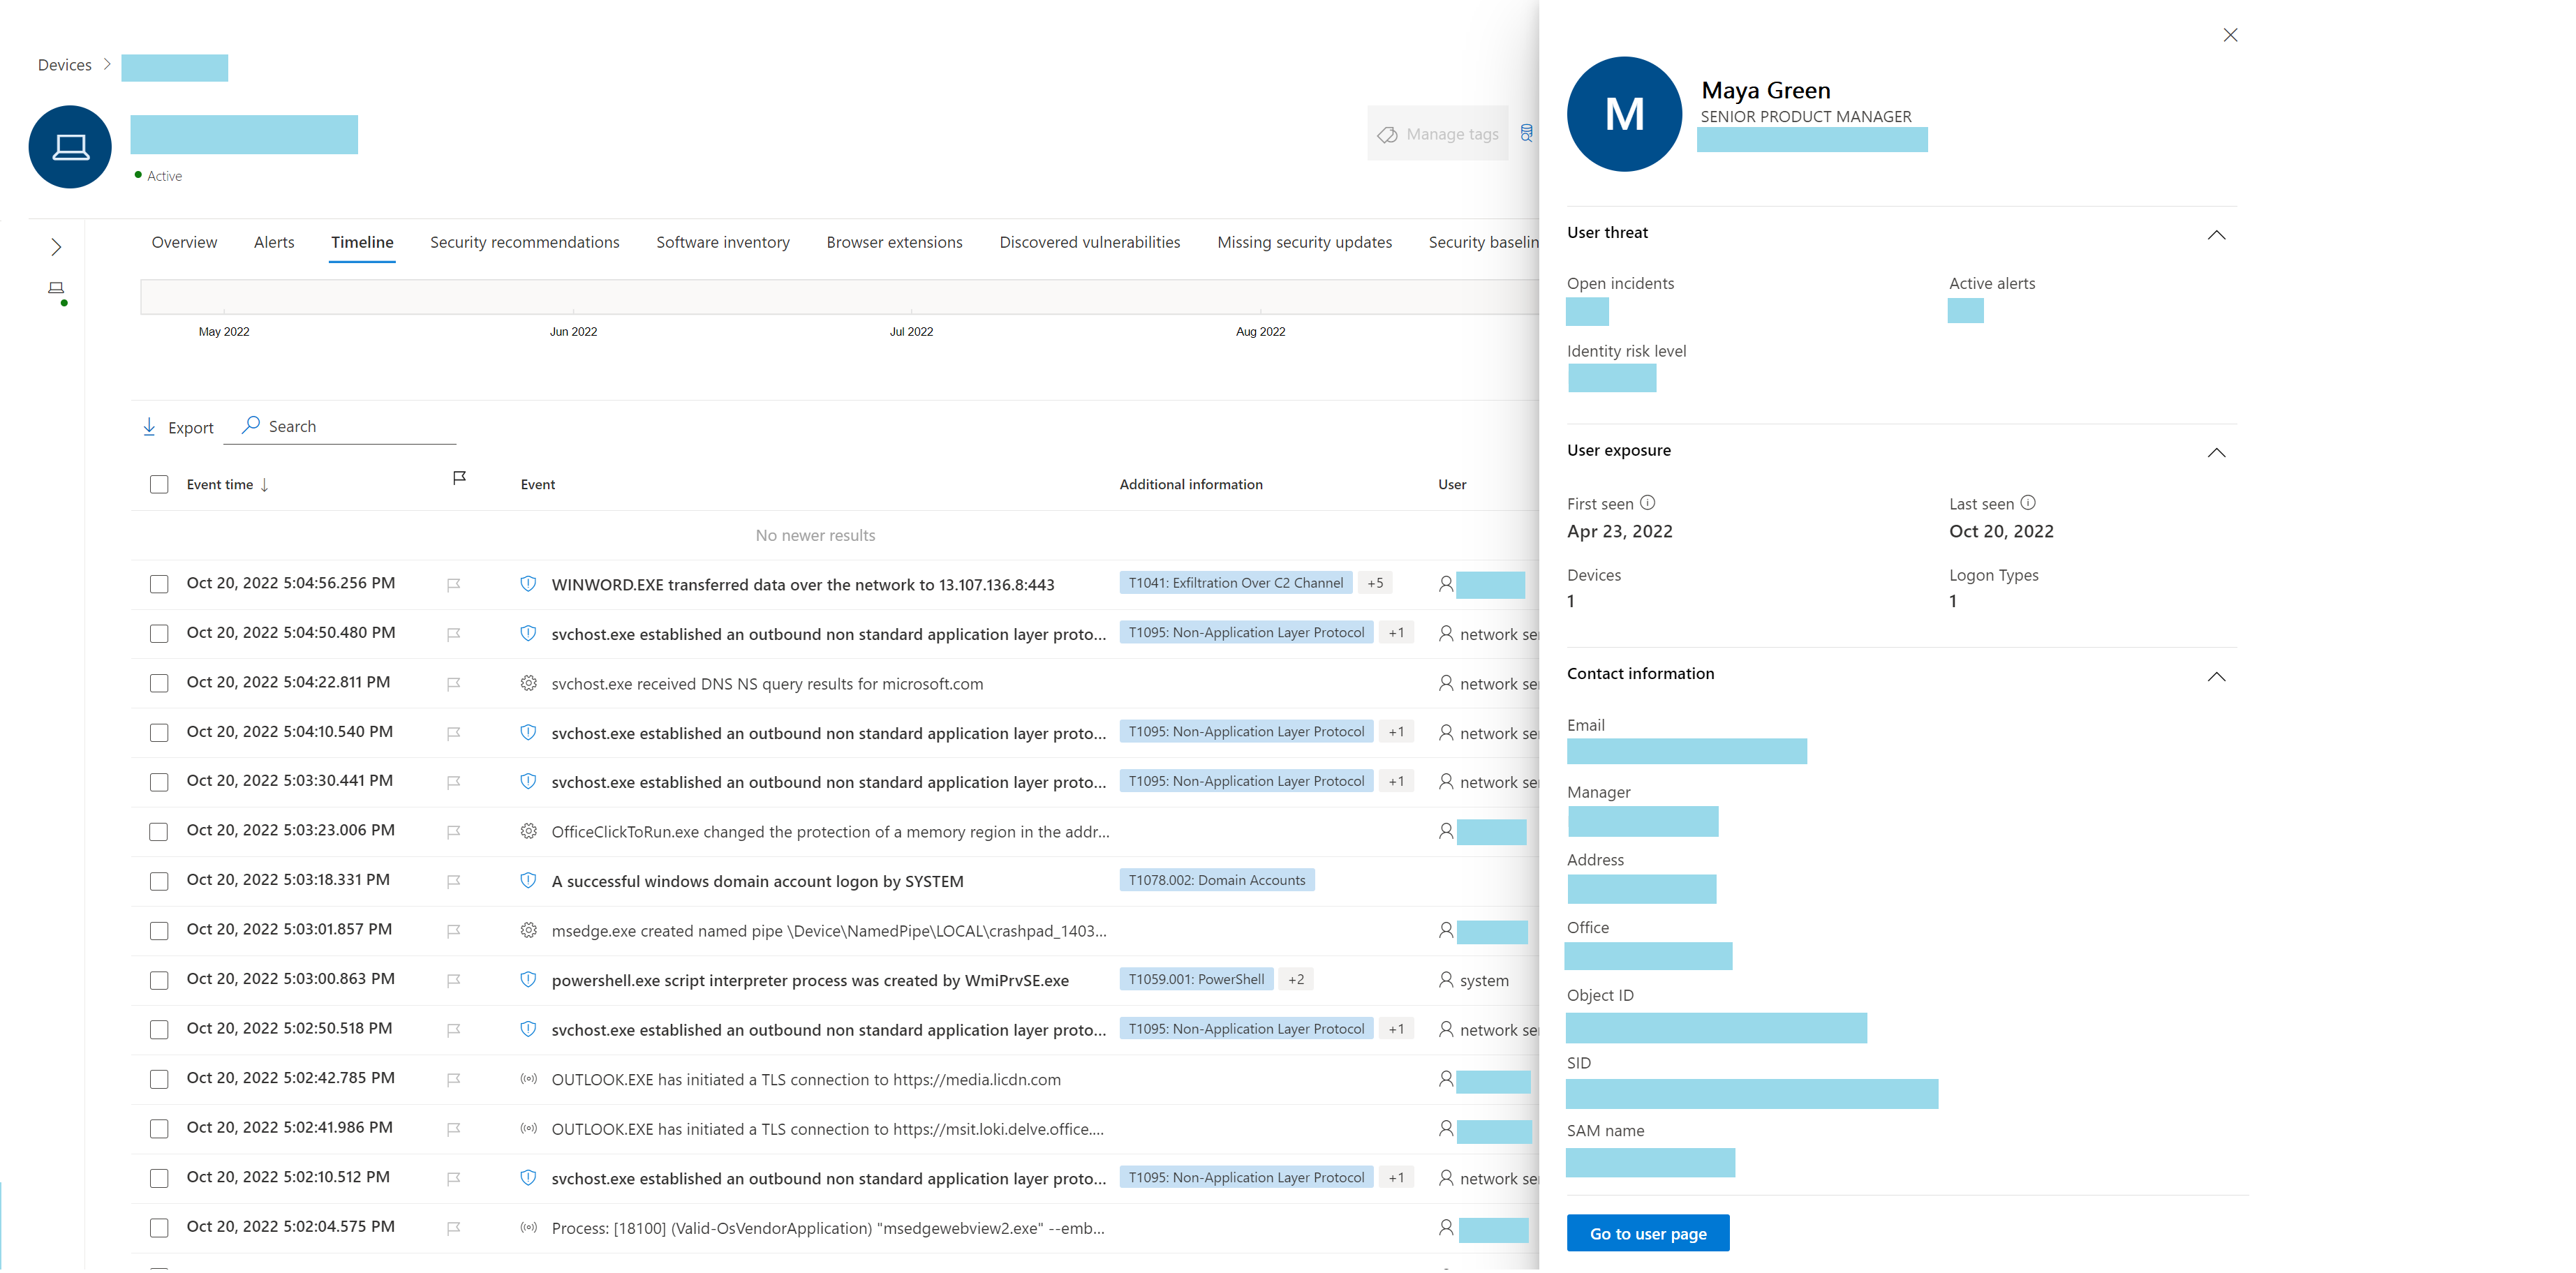 Devices
Active
Manage tags
Overview Alerts Timeline Security recommendations Software inventory Browser extensions Discovered vulnerabilities Missing security updates Security baselin
May 2022 Jun 2022 Jul 2022 Aug 2022
Export Search
Event time ↓ Event Additional information User
No newer results
Oct 20, 2022 5:04:56.256 PM WINWORD.EXE transferred data over the network to 13.107.136.8:443 T1041: Exfiltration Over C2 Channel +5
Oct 20, 2022 5:04:50.480 PM svchost.exe established an outbound non standard application layer proto... T1095: Non-Application Layer Protocol +1 network se
Oct 20, 2022 5:04:22.811 PM svchost.exe received DNS NS query results for microsoft.com network se
Oct 20, 2022 5:04:10.540 PM svchost.exe established an outbound non standard application layer proto... T1095: Non-Application Layer Protocol +1 network se
Oct 20, 2022 5:03:30.441 PM svchost.exe established an outbound non standard application layer proto... T1095: Non-Application Layer Protocol +1 network se
Oct 20, 2022 5:03:23.006 PM OfficeClickToRun.exe changed the protection of a memory region in the addr...
Oct 20, 2022 5:03:18.331 PM A successful windows domain account logon by SYSTEM T1078.002: Domain Accounts
Oct 20, 2022 5:03:01.857 PM msedge.exe created named pipe \Device\NamedPipe\LOCAL\crashpad_1403...
Oct 20, 2022 5:03:00.863 PM powershell.exe script interpreter process was created by WmiPrvSE.exe T1059.001: PowerShell +2 system
Oct 20, 2022 5:02:50.518 PM svchost.exe established an outbound non standard application layer proto... T1095: Non-Application Layer Protocol +1 network se
Oct 20, 2022 5:02:42.785 PM OUTLOOK.EXE has initiated a TLS connection to https://media.licdn.com
Oct 20, 2022 5:02:41.986 PM OUTLOOK.EXE has initiated a TLS connection to https://msit.loki.delve.office....
Oct 20, 2022 5:02:10.512 PM svchost.exe established an outbound non standard application layer proto... T1095: Non-Application Layer Protocol +1 network se
Oct 20, 2022 5:02:04.575 PM Process: [18100] (Valid-OsVendorApplication) "msedgewebview2.exe" --emb...
M
Maya Green
SENIOR PRODUCT MANAGER
User threat
Open incidents Active alerts
Identity risk level
User exposure
First seen Last seen
Apr 23, 2022 Oct 20, 2022
Devices Logon Types
1 1
Contact information
Email
Manager
Address
Office
Object ID
SID
SAM name
Go to user page